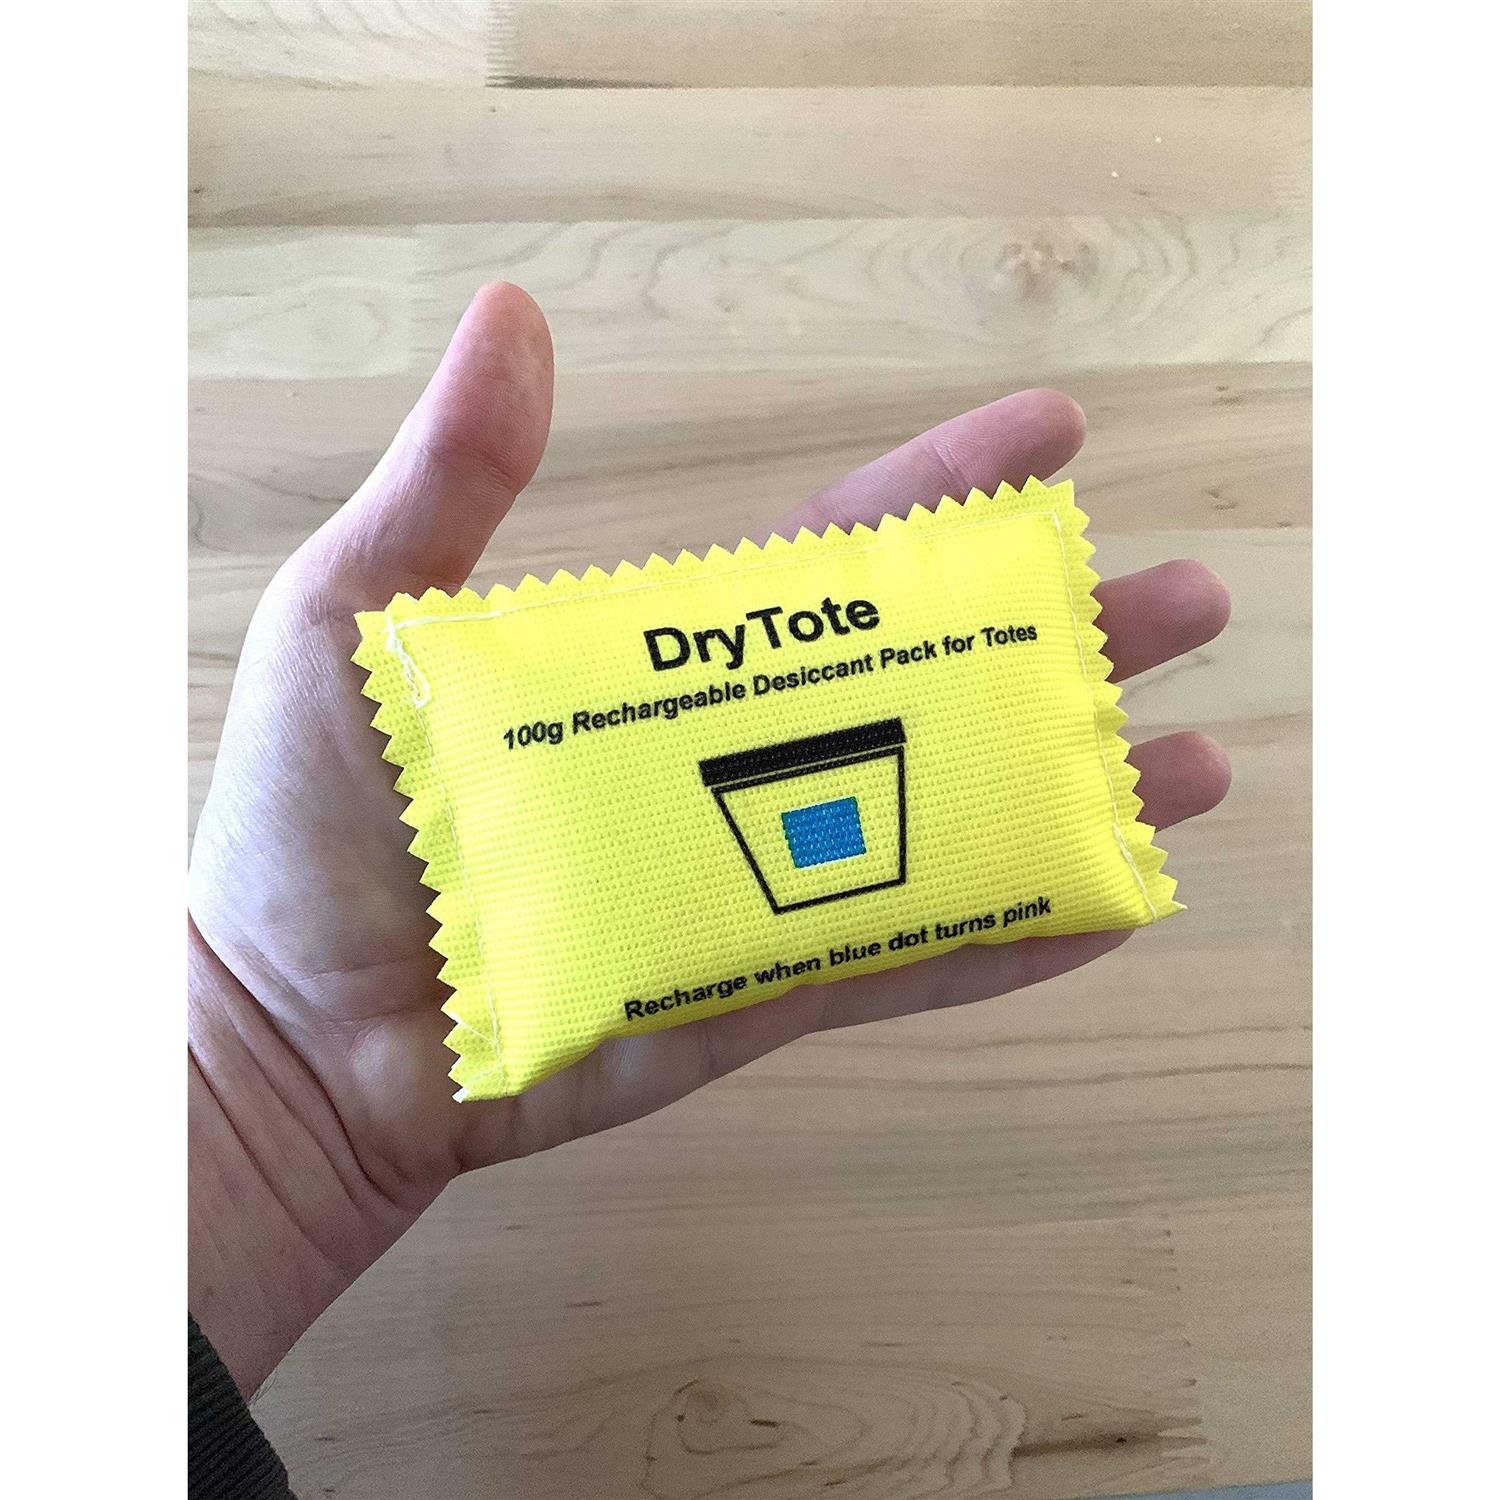 DryTote
100g Rechargeable Desiccant Pack for Totes
Recharge when blue dot turns pink